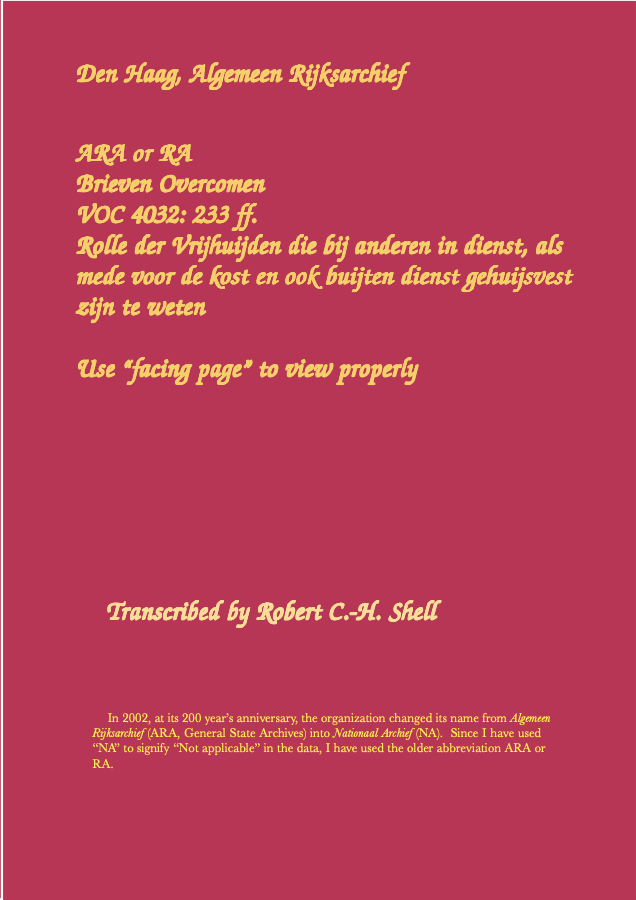 Den Haag, Algemeen Rijksarchief
ARA or RA
Brieven Overcomen
VOC 4032: 233 ff.
Rolle der Vrijhuijden die bij anderen in dienst, als
mede voor de kost en ook buijten dienst gehuijsvest
zijn te weten
Use “facing page” to view properly
Transcribed by Robert C.-H. Shell
In 2002, at its 200 year’s anniversary, the organization changed its name from Algemeen
Rijksarchief (ARA, General State Archives) into Nationaal Archief (NA). Since I have used
“NA” to signify “Not applicable” in the data, I have used the older abbreviation ARA or
RA.